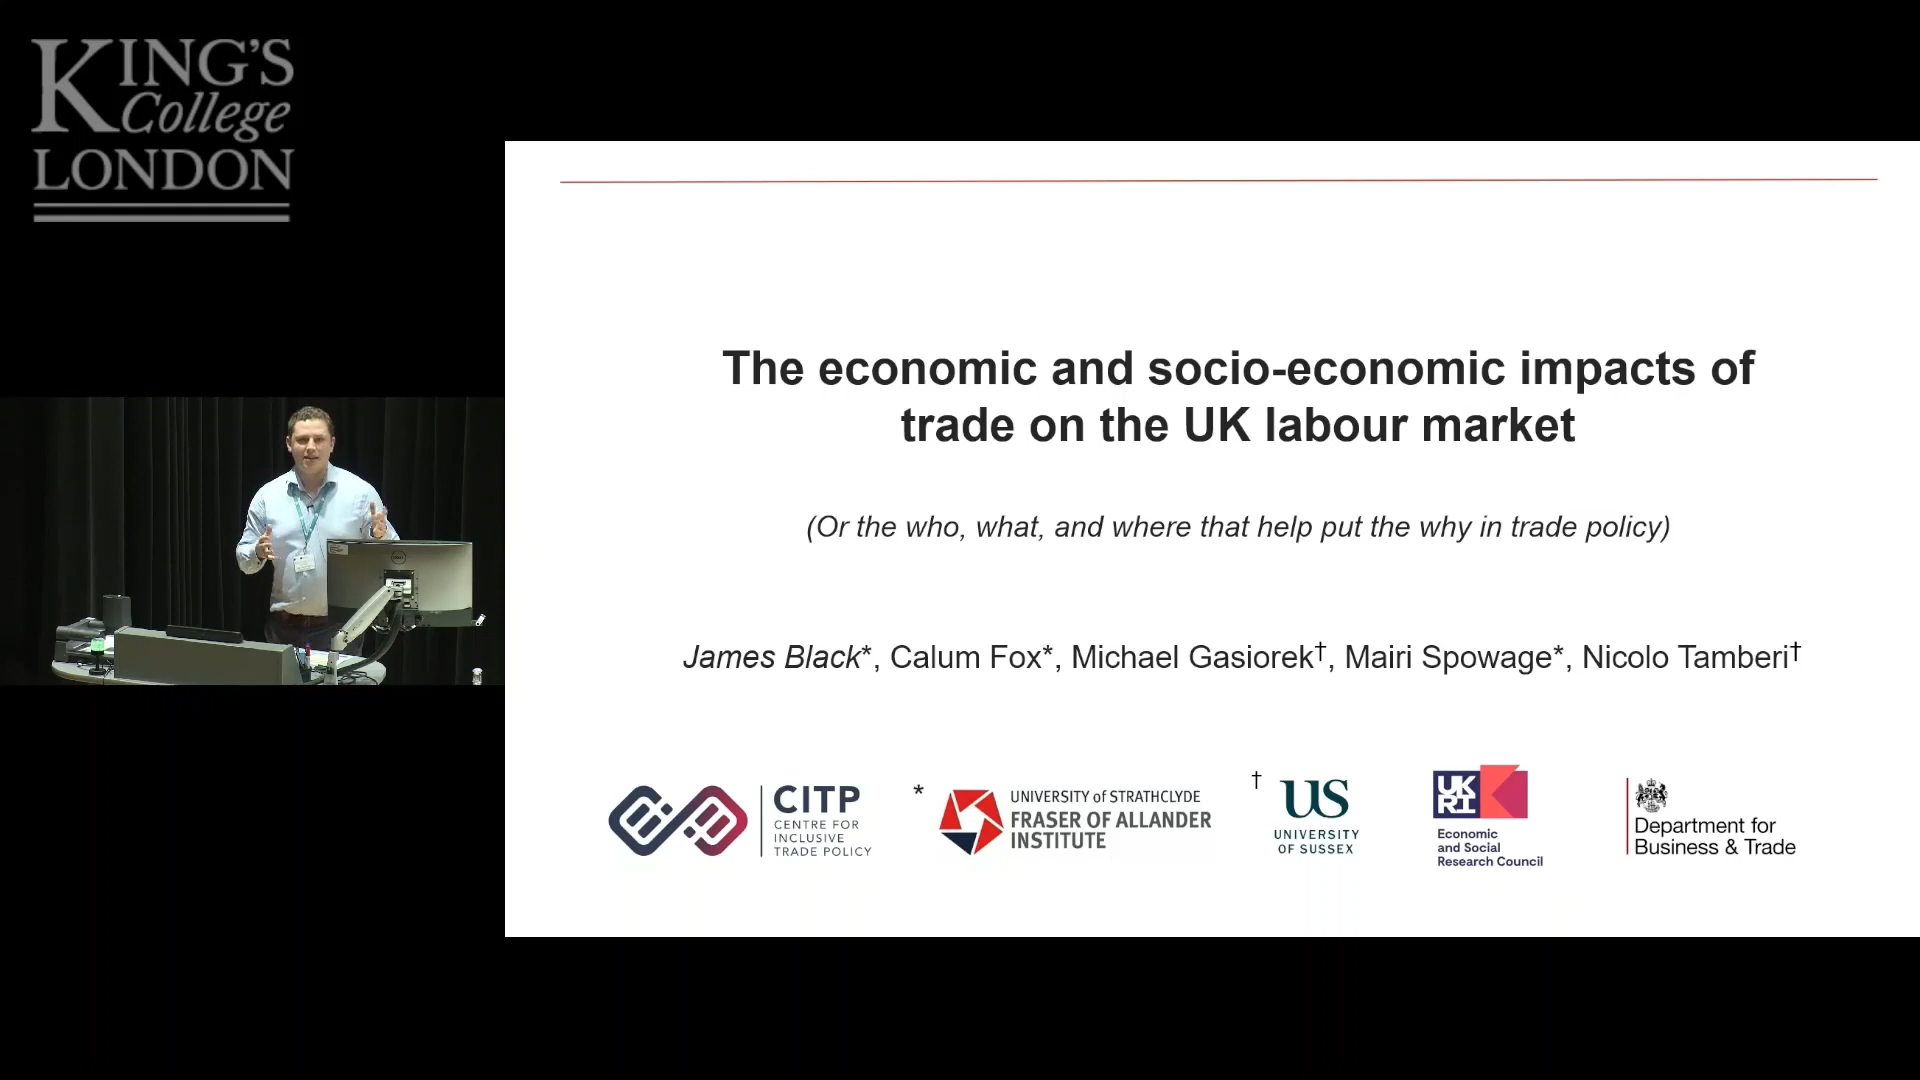 KING'S
College
LONDON
The economic and socio-economic impacts of
trade on the UK labour market
(Or the who, what, and where that help put the why in trade policy)
James Black*, Calum Fox*, Michael Gasiorek†, Mairi Spowage*, Nicolo Tamberi†
CITP
CENTRE FOR
INCLUSIVE
TRADE POLICY
*
UNIVERSITY of STRATHCLYDE
FRASER OF ALLANDER
INSTITUTE
†
US
UNIVERSITY
OF SUSSEX
UK
RI
Economic
and Social
Research Council
Department for
Business & Trade